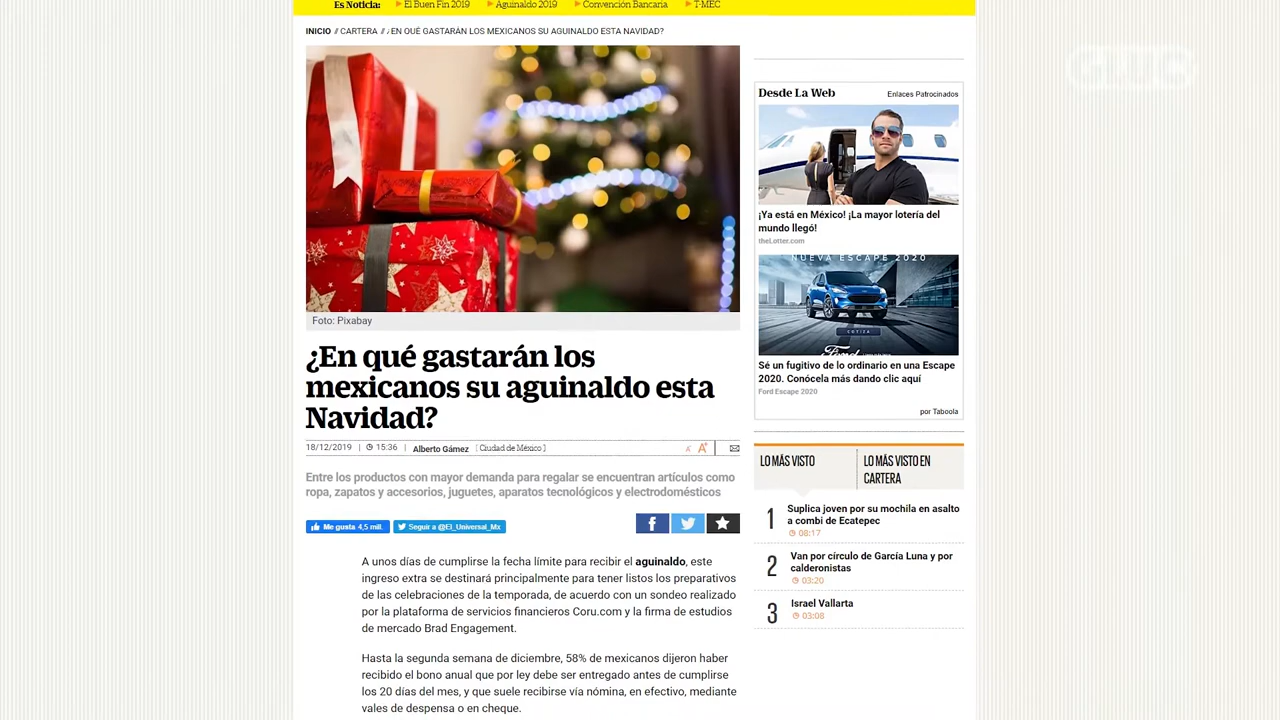 Es Noticia: El Buen Fin 2019 Aguinaldo 2019 Convención Bancaria T-MEC
INICIO // CARTERA // ¿EN QUÉ GASTARÁN LOS MEXICANOS SU AGUINALDO ESTA NAVIDAD?
Foto: Pixabay
¿En qué gastarán los
mexicanos su aguinaldo esta
Navidad?
18/12/2019 | 15:36 | Alberto Gámez [ Ciudad de México ]
A-
A+
Entre los productos con mayor demanda para regalar se encuentran artículos como
ropa, zapatos y accesorios, juguetes, aparatos tecnológicos y electrodomésticos
Me gusta 4,5 mill.
Seguir a @El_Universal_Mx
A unos días de cumplirse la fecha límite para recibir el aguinaldo, este
ingreso extra se destinará principalmente para tener listos los preparativos
de las celebraciones de la temporada, de acuerdo con un sondeo realizado
por la plataforma de servicios financieros Coru.com y la firma de estudios
de mercado Brad Engagement.
Hasta la segunda semana de diciembre, 58% de mexicanos dijeron haber
recibido el bono anual que por ley debe ser entregado antes de cumplirse
los 20 días del mes, y que suele recibirse vía nómina, en efectivo, mediante
vales de despensa o en cheque.
Desde La Web
Enlaces Patrocinados
¡Ya está en México! ¡La mayor lotería del
mundo llegó!
theLotter.com
NUEVA ESCAPE 2020
COTIZA
Ford
Sé un fugitivo de lo ordinario en una Escape
2020. Conócela más dando clic aquí
Ford Escape 2020
por Taboola
LO MÁS VISTO
LO MÁS VISTO EN
CARTERA
1
Suplica joven por su mochila en asalto
a combi de Ecatepec
08:17
2
Van por círculo de García Luna y por
calderonistas
03:20
3
Israel Vallarta
03:08